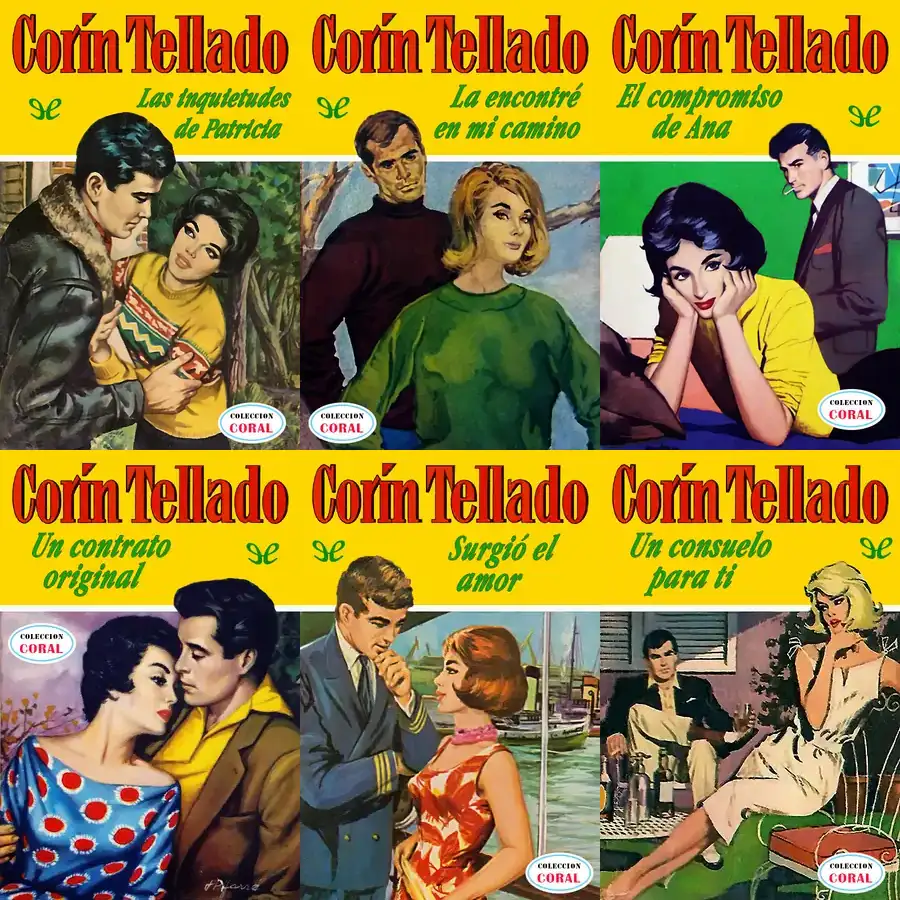 Corín Tellado
Las inquietudes
de Patricia
COLECCION
CORAL
Corín Tellado
La encontré
en mi camino
COLECCION
CORAL
Corín Tellado
El compromiso
de Ana
COLECCION
CORAL
Corín Tellado
Un contrato
original
COLECCION
CORAL
Corín Tellado
Surgió el
amor
COLECCION
CORAL
Corín Tellado
Un consuelo
para ti
COLECCION
CORAL